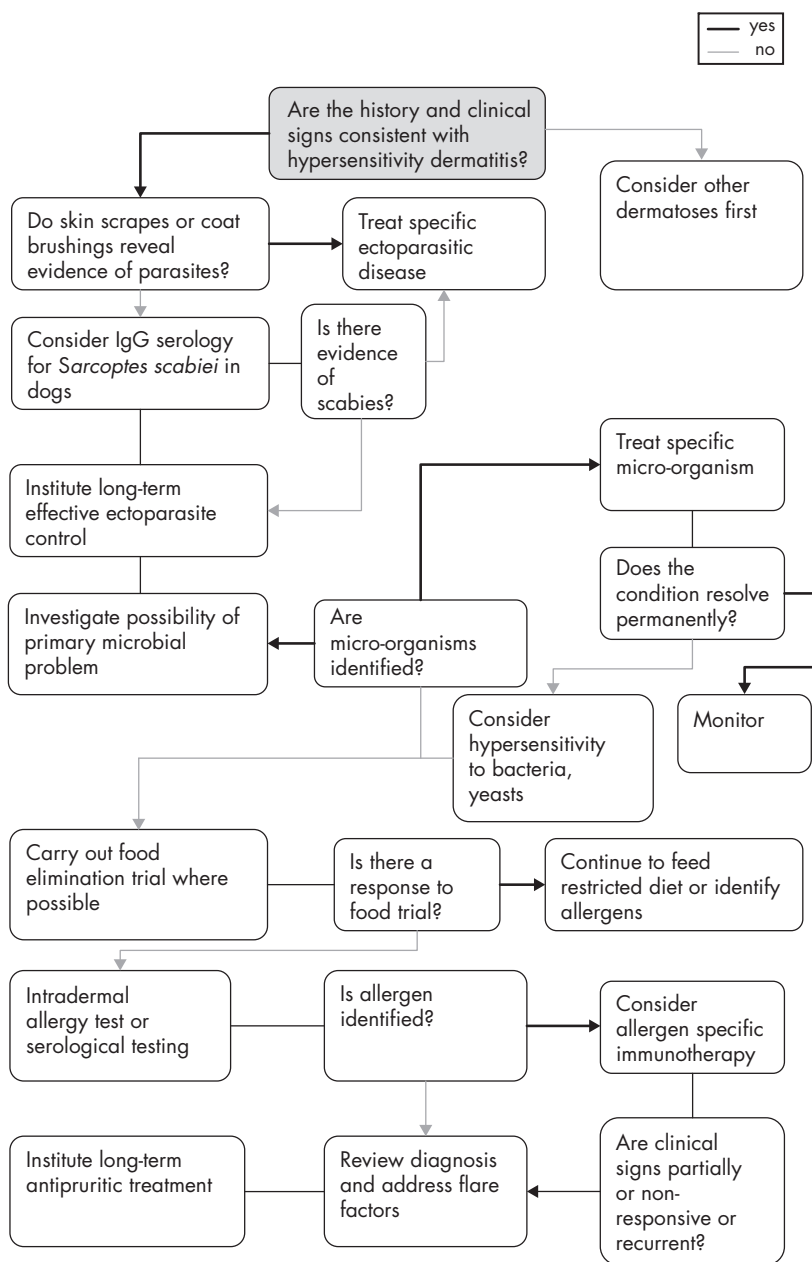 yes
no
Are the history and clinical
signs consistent with
hypersensitivity dermatitis?
Consider other
dermatoses first
Do skin scrapes or coat
brushings reveal
evidence of parasites?
Treat specific
ectoparasitic
disease
Consider IgG serology
for Sarcoptes scabiei in
dogs
Is there
evidence
of
scabies?
Treat specific
micro-organism
Institute long-term
effective ectoparasite
control
Does the
condition resolve
permanently?
Investigate possibility of
primary microbial
problem
Are
micro-organisms
identified?
Consider
hypersensitivity
to bacteria,
yeasts
Monitor
Carry out food
elimination trial where
possible
Is there a
response to
food trial?
Continue to feed
restricted diet or identify
allergens
Intradermal
allergy test or
serological testing
Is allergen
identified?
Consider
allergen specific
immunotherapy
Institute long-term
antipruritic treatment
Review diagnosis
and address flare
factors
Are clinical
signs partially
or non-
responsive or
recurrent?